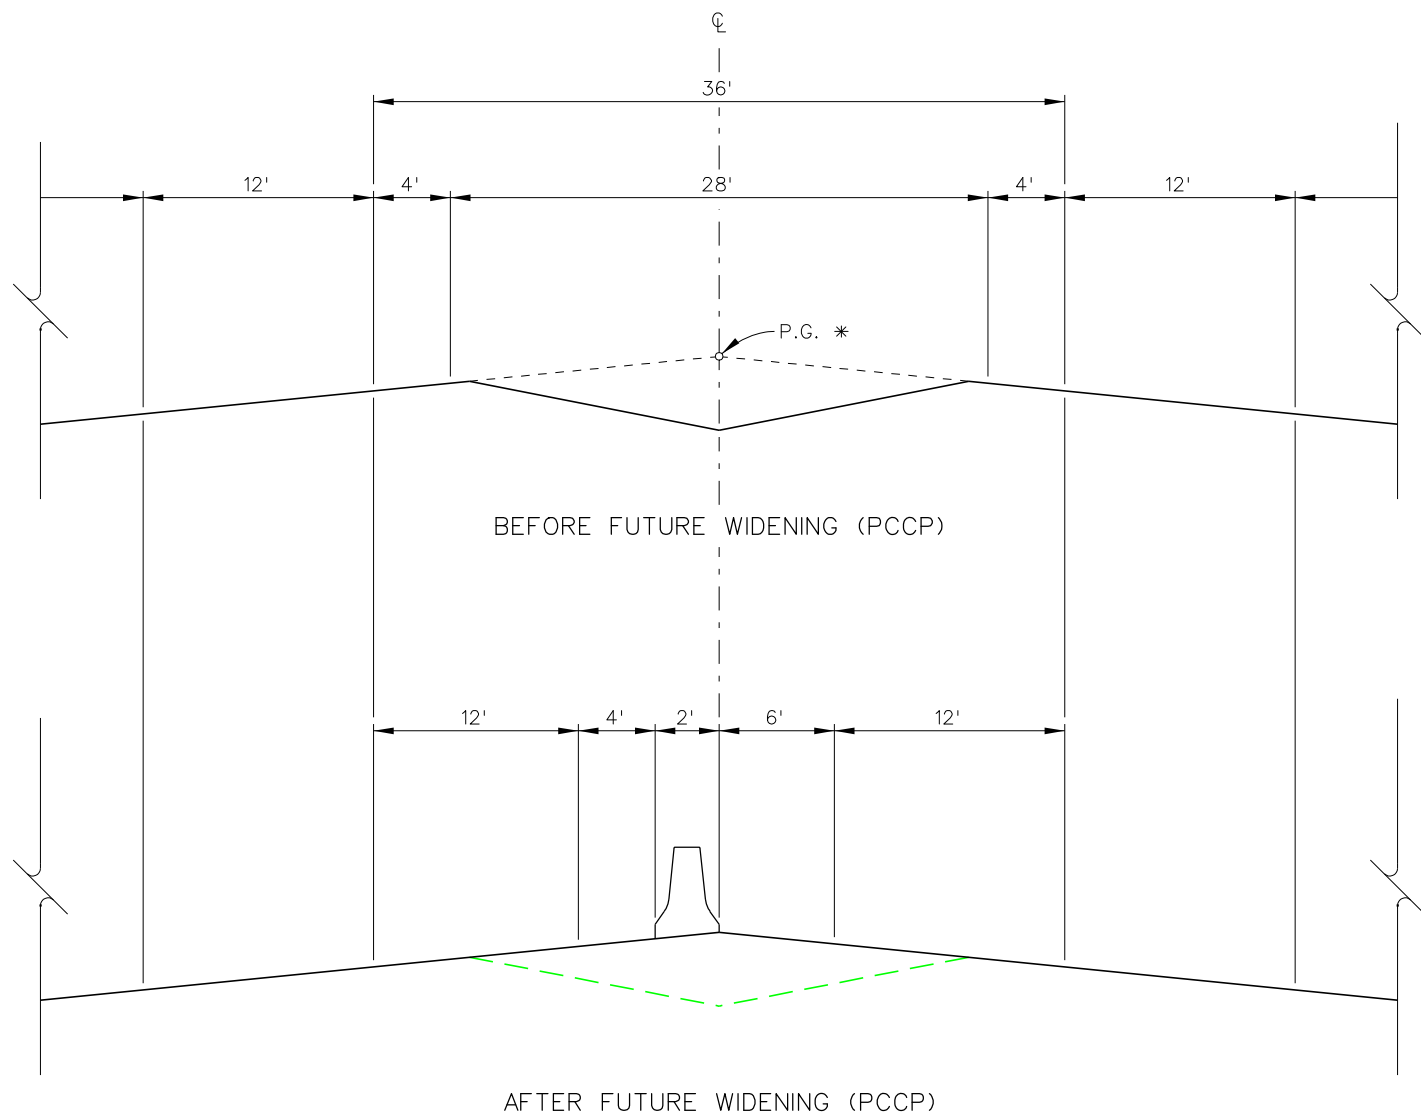 ℄
36'
12' 4' 28' 4' 12'
P.G. *
BEFORE FUTURE WIDENING (PCCP)
12' 4' 2' 6' 12'
AFTER FUTURE WIDENING (PCCP)